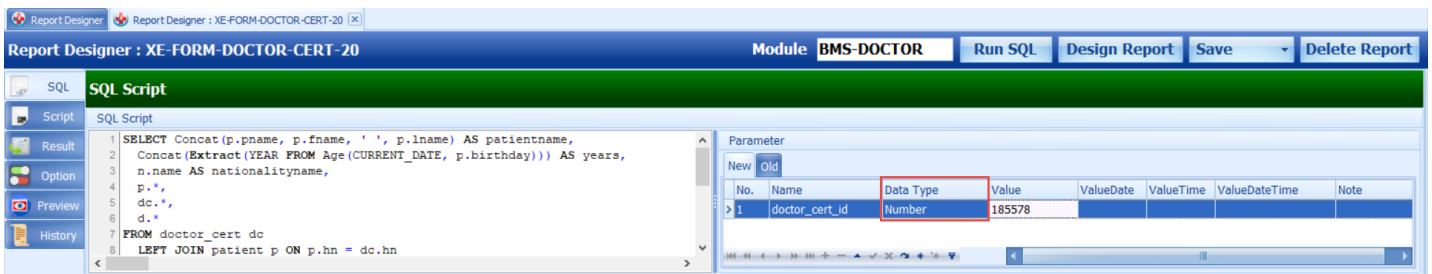 Report Designer Report Designer : XE-FORM-DOCTOR-CERT-20
Report Designer : XE-FORM-DOCTOR-CERT-20 Module BMS-DOCTOR Run SQL Design Report Save Delete Report
SQL
Script
Result
Option
Preview
History
SQL Script
SQL Script
1 SELECT Concat(p.pname, p.fname, ' ', p.lname) AS patientname,
2 Concat(Extract(YEAR FROM Age(CURRENT_DATE, p.birthday))) AS years,
3 n.name AS nationalityname,
4 p.*,
5 dc.*,
6 d.*
7 FROM doctor_cert dc
8 LEFT JOIN patient p ON p.hn = dc.hn
Parameter
New Old
No. Name Data Type Value ValueDate ValueTime ValueDateTime Note
1 doctor_cert_id Number 185578